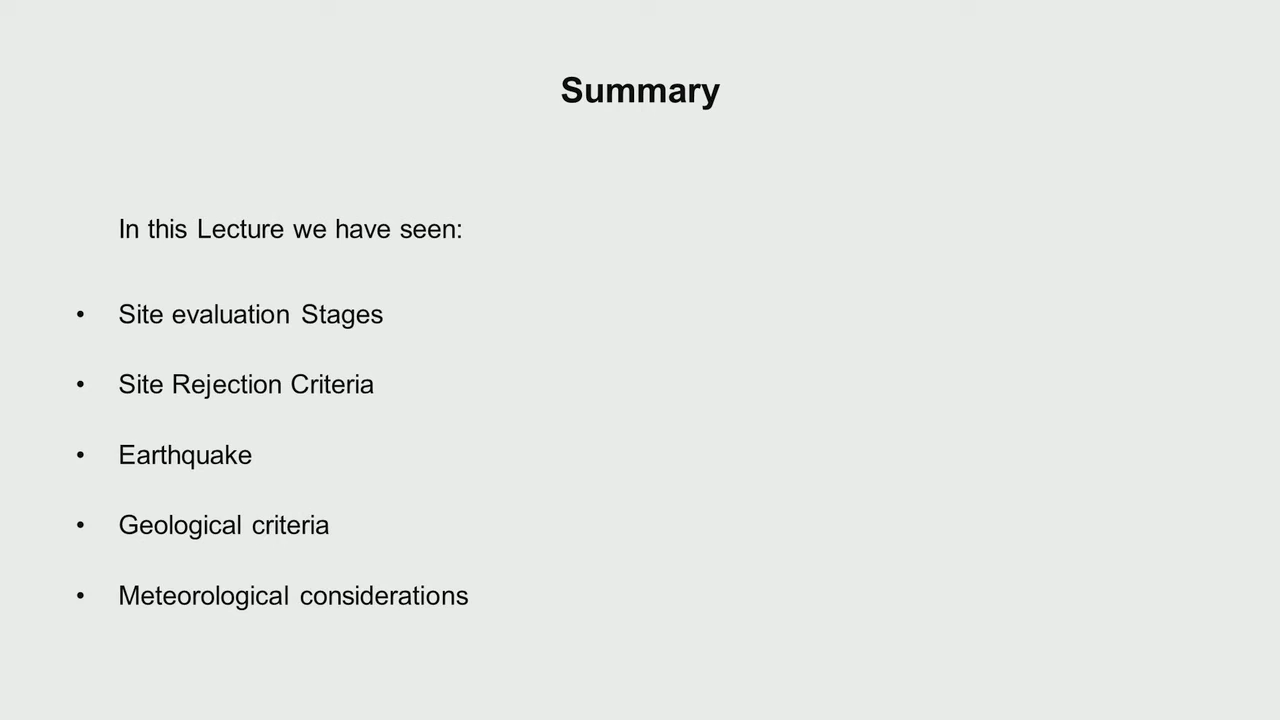 Summary
In this Lecture we have seen:
• Site evaluation Stages
• Site Rejection Criteria
• Earthquake
• Geological criteria
• Meteorological considerations